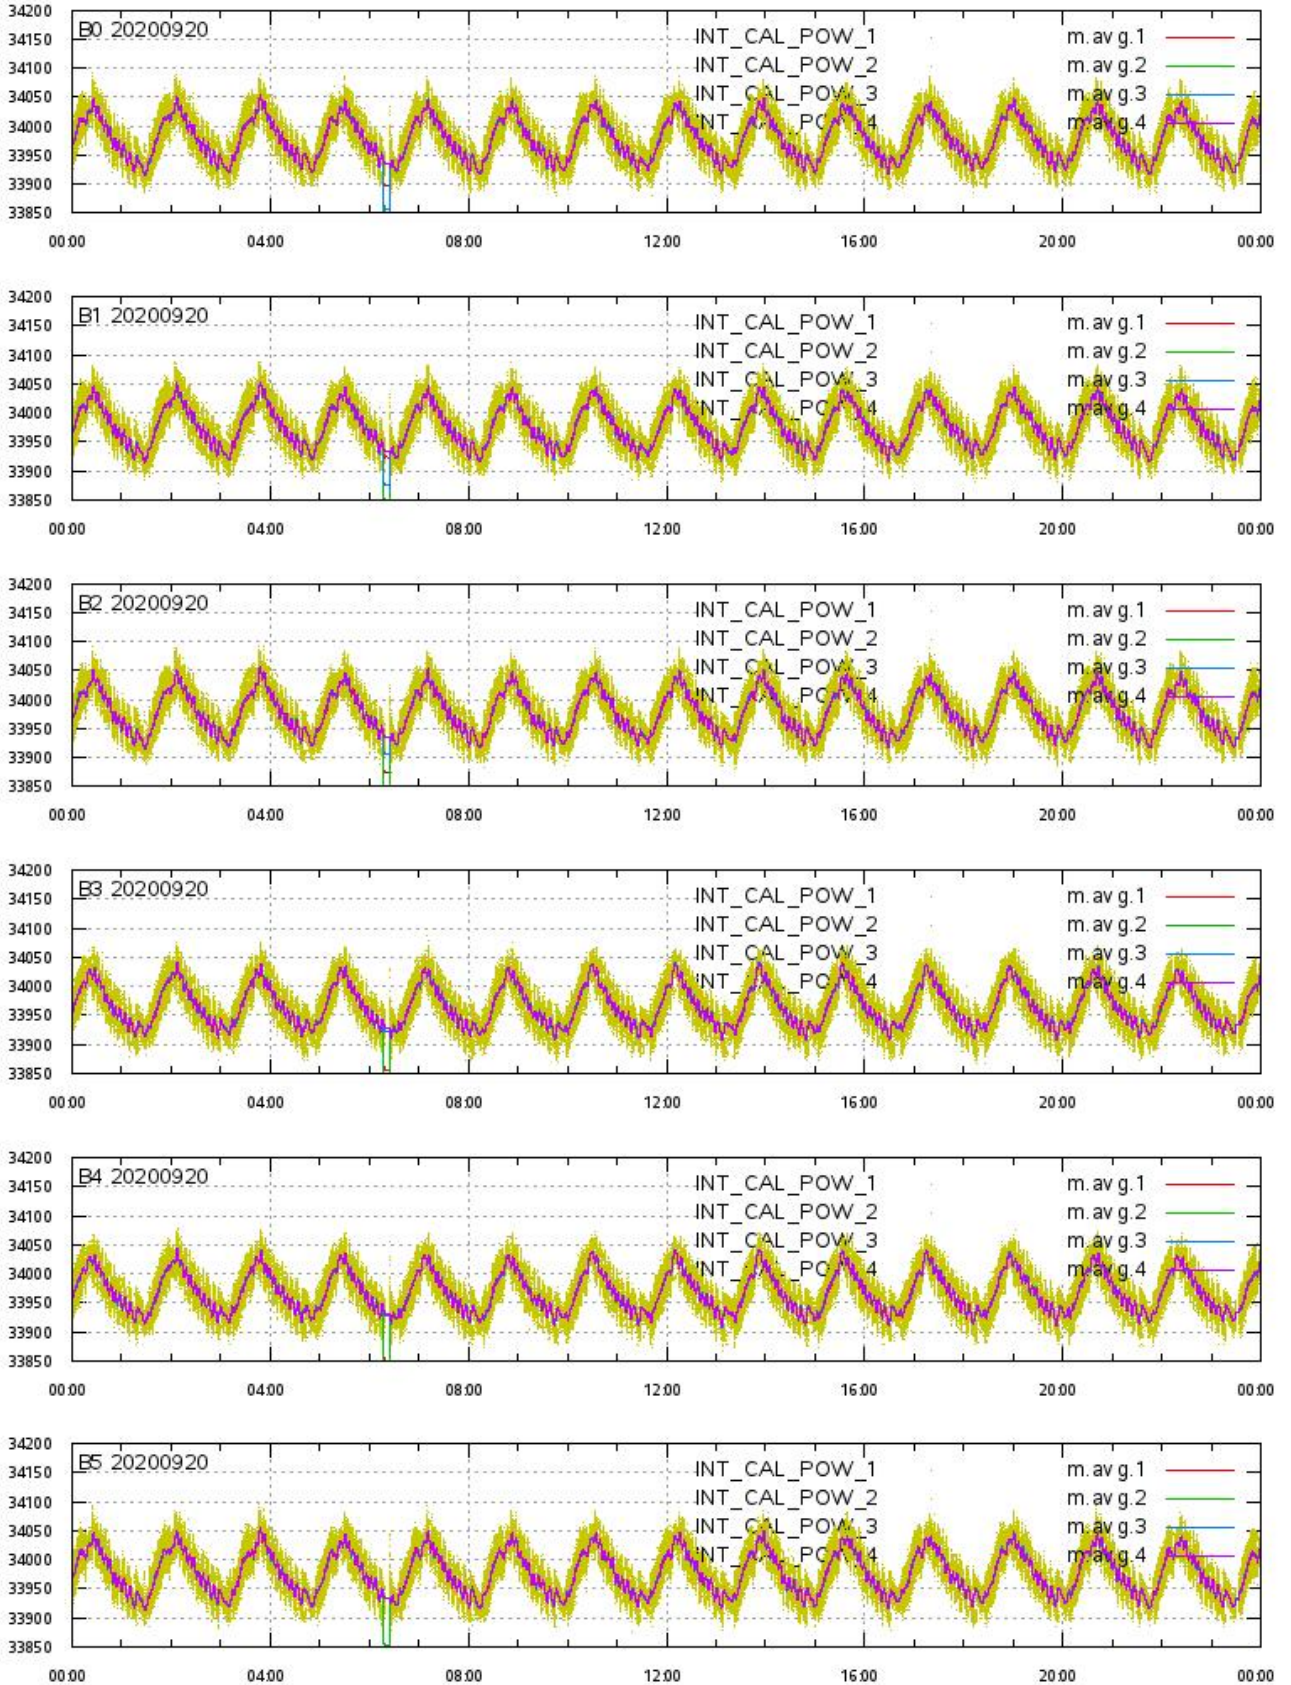 34200
B0 20200920 INT_CAL_POW_1 m.avg.1
34150
34100 INT_CAL_POW_2 m.avg.2
34050 INT_CAL_POW_3 m.avg.3
34000 INT_CAL_POW_4 m.avg.4
33950
33900
33850
00:00 04:00 08:00 12:00 16:00 20:00 00:00
34200
B1 20200920 INT_CAL_POW_1 m.avg.1
34150
34100 INT_CAL_POW_2 m.avg.2
34050 INT_CAL_POW_3 m.avg.3
34000 INT_CAL_POW_4 m.avg.4
33950
33900
33850
00:00 04:00 08:00 12:00 16:00 20:00 00:00
34200
B2 20200920 INT_CAL_POW_1 m.avg.1
34150
34100 INT_CAL_POW_2 m.avg.2
34050 INT_CAL_POW_3 m.avg.3
34000 INT_CAL_POW_4 m.avg.4
33950
33900
33850
00:00 04:00 08:00 12:00 16:00 20:00 00:00
34200
B3 20200920 INT_CAL_POW_1 m.avg.1
34150
34100 INT_CAL_POW_2 m.avg.2
34050 INT_CAL_POW_3 m.avg.3
34000 INT_CAL_POW_4 m.avg.4
33950
33900
33850
00:00 04:00 08:00 12:00 16:00 20:00 00:00
34200
B4 20200920 INT_CAL_POW_1 m.avg.1
34150
34100 INT_CAL_POW_2 m.avg.2
34050 INT_CAL_POW_3 m.avg.3
34000 INT_CAL_POW_4 m.avg.4
33950
33900
33850
00:00 04:00 08:00 12:00 16:00 20:00 00:00
34200
B5 20200920 INT_CAL_POW_1 m.avg.1
34150
34100 INT_CAL_POW_2 m.avg.2
34050 INT_CAL_POW_3 m.avg.3
34000 INT_CAL_POW_4 m.avg.4
33950
33900
33850
00:00 04:00 08:00 12:00 16:00 20:00 00:00